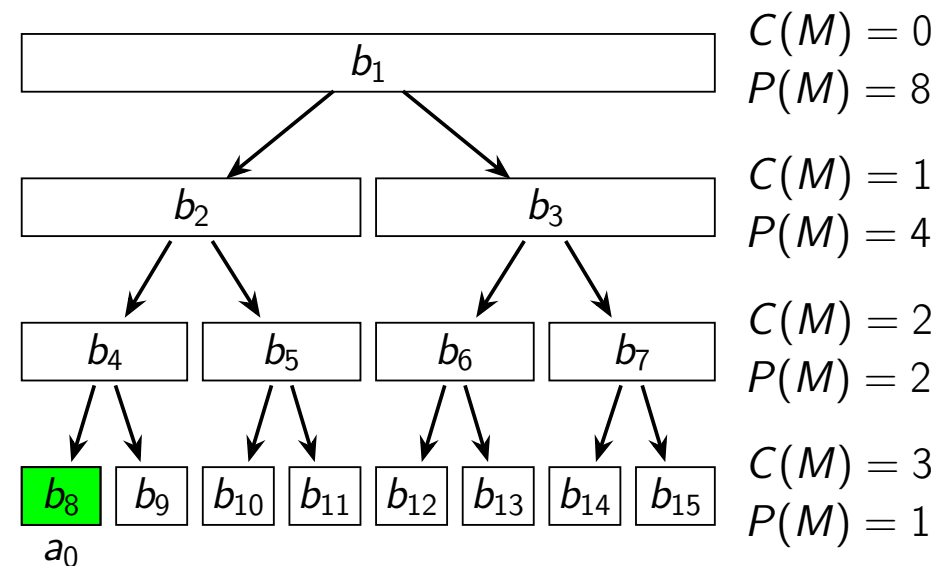 b₁
C(M) = 0
P(M) = 8
b₂ b₃
C(M) = 1
P(M) = 4
b₄ b₅ b₆ b₇
C(M) = 2
P(M) = 2
b₈ b₉ b₁₀ b₁₁ b₁₂ b₁₃ b₁₄ b₁₅
C(M) = 3
P(M) = 1
a₀